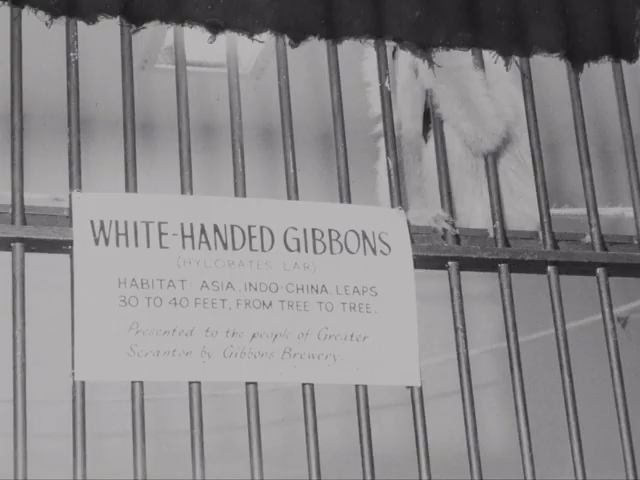 WHITE-HANDED GIBBONS
(HYLOBATES LAR)
HABITAT: ASIA, INDO-CHINA. LEAPS
30 TO 40 FEET, FROM TREE TO TREE.
Presented to the people of Greater
Scranton by Gibbons Brewery.